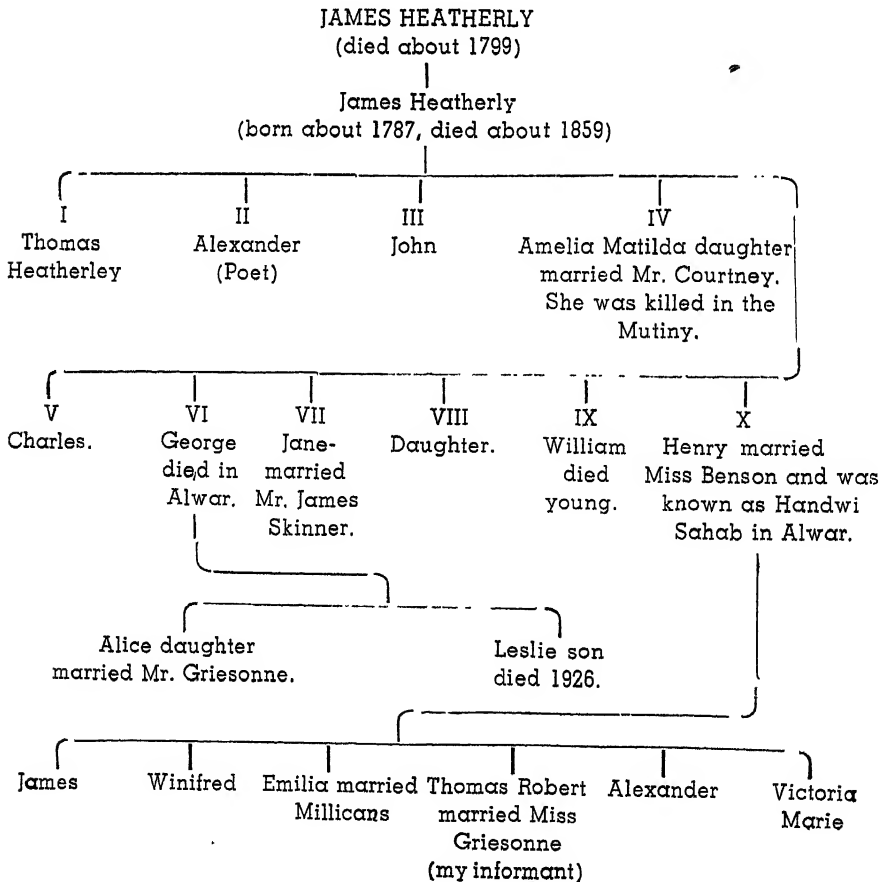 JAMES HEATHERLY
(died about 1799)
James Heatherly
(born about 1787, died about 1859)
I
Thomas
Heatherley
II
Alexander
(Poet)
III
John
IV
Amelia Matilda daughter
married Mr. Courtney.
She was killed in the
Mutiny.
V
Charles.
VI
George
died in
Alwar.
VII
Jane-
married
Mr. James
Skinner.
VIII
Daughter.
IX
William
died
young.
X
Henry married
Miss Benson and was
known as Handwi
Sahab in Alwar.
Alice daughter
married Mr. Griesonne.
Leslie son
died 1926.
James
Winifred
Emilia married
Millicans
Thomas Robert
married Miss
Griesonne
(my informant)
Alexander
Victoria
Marie